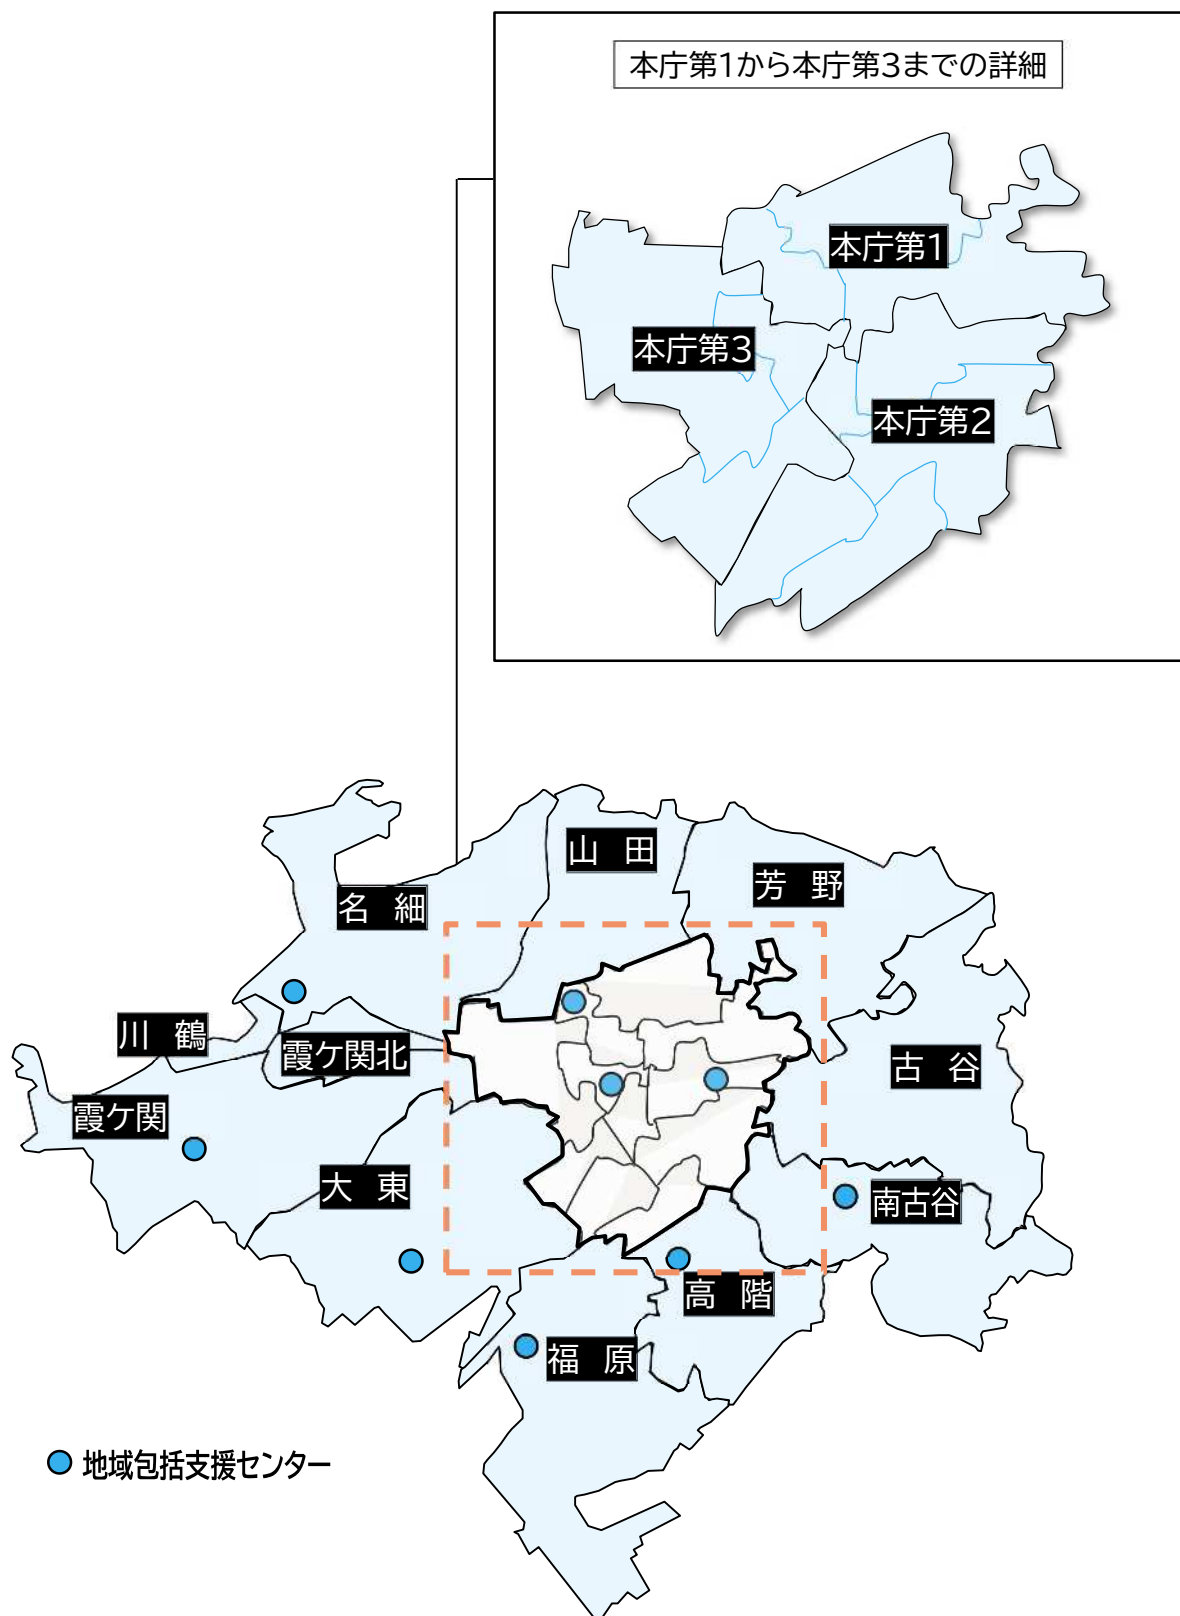 本庁第1から本庁第3までの詳細
本庁第1
本庁第3
本庁第2
山 田
芳 野
名 細
川 鶴
霞ケ関北
古 谷
霞ケ関
大 東
南古谷
高 階
福 原
地域包括支援センター